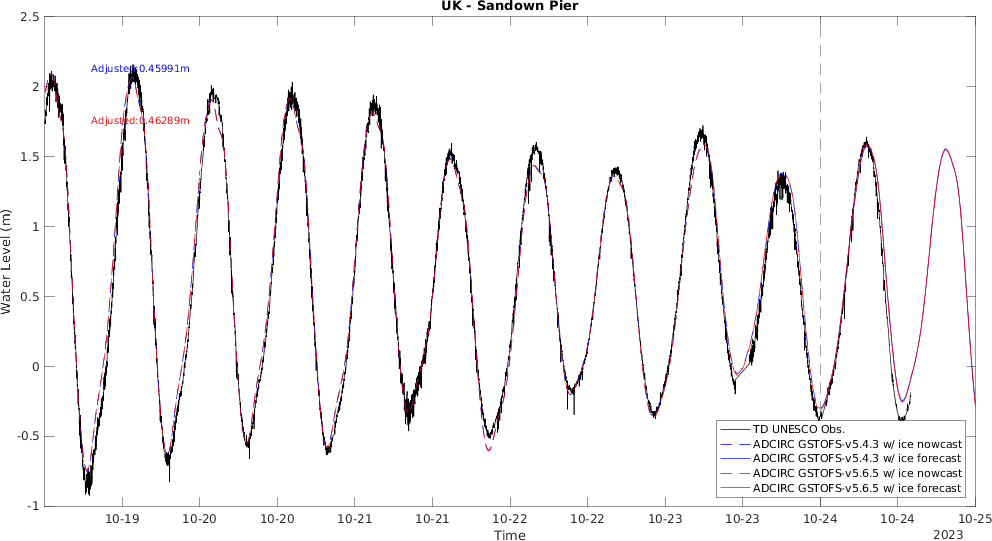 UK - Sandown Pier
2.5
2
1.5
1
0.5
0
-0.5
-1
Water Level (m)
Adjusted:0.45991m
Adjusted:0.46289m
TD UNESCO Obs.
ADCIRC GSTOFS-v5.4.3 w/ ice nowcast
ADCIRC GSTOFS-v5.4.3 w/ ice forecast
ADCIRC GSTOFS-v5.6.5 w/ ice nowcast
ADCIRC GSTOFS-v5.6.5 w/ ice forecast
10-19 10-20 10-20 10-21 10-21 10-22 10-22 10-23 10-23 10-24 10-24 10-25
Time
2023